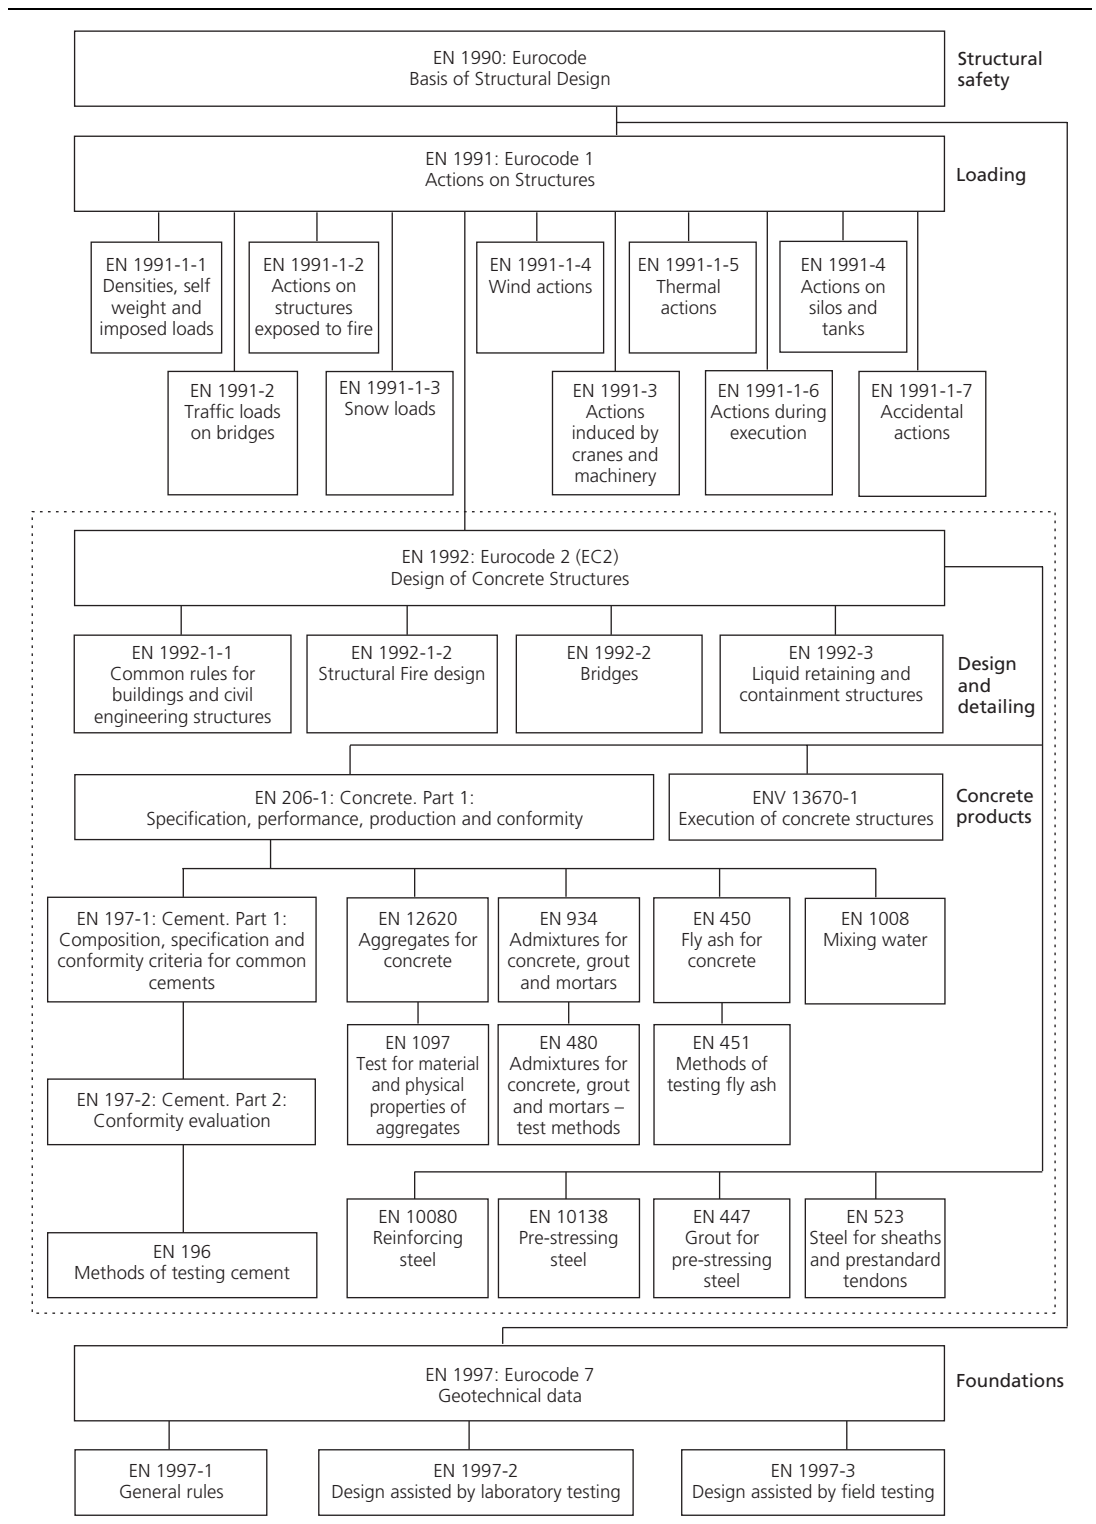 EN 1990: Eurocode
Basis of Structural Design
Structural
safety
EN 1991: Eurocode 1
Actions on Structures
Loading
EN 1991-1-1
Densities, self
weight and
imposed loads
EN 1991-1-2
Actions on
structures
exposed to fire
EN 1991-1-4
Wind actions
EN 1991-1-5
Thermal
actions
EN 1991-4
Actions on
silos and
tanks
EN 1991-2
Traffic loads
on bridges
EN 1991-1-3
Snow loads
EN 1991-3
Actions
induced by
cranes and
machinery
EN 1991-1-6
Actions during
execution
EN 1991-1-7
Accidental
actions
EN 1992: Eurocode 2 (EC2)
Design of Concrete Structures
EN 1992-1-1
Common rules for
buildings and civil
engineering structures
EN 1992-1-2
Structural Fire design
EN 1992-2
Bridges
EN 1992-3
Liquid retaining and
containment structures
Design
and
detailing
EN 206-1: Concrete. Part 1:
Specification, performance, production and conformity
ENV 13670-1
Execution of concrete structures
Concrete
products
EN 197-1: Cement. Part 1:
Composition, specification and
conformity criteria for common
cements
EN 12620
Aggregates for
concrete
EN 934
Admixtures for
concrete, grout
and mortars
EN 450
Fly ash for
concrete
EN 1008
Mixing water
EN 1097
Test for material
and physical
properties of
aggregates
EN 480
Admixtures for
concrete, grout
and mortars –
test methods
EN 451
Methods of
testing fly ash
EN 197-2: Cement. Part 2:
Conformity evaluation
EN 196
Methods of testing cement
EN 10080
Reinforcing
steel
EN 10138
Pre-stressing
steel
EN 447
Grout for
pre-stressing
steel
EN 523
Steel for sheaths
and prestandard
tendons
EN 1997: Eurocode 7
Geotechnical data
Foundations
EN 1997-1
General rules
EN 1997-2
Design assisted by laboratory testing
EN 1997-3
Design assisted by field testing